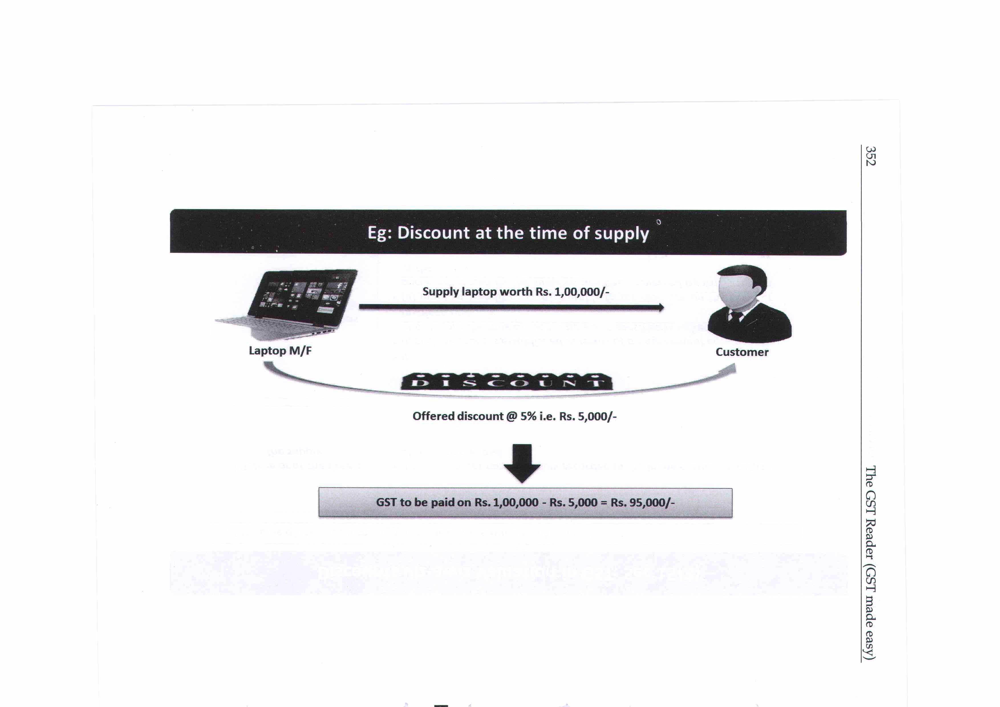 352
The GST Reader (GST made easy)
Eg: Discount at the time of supply
Supply laptop worth Rs. 1,00,000/-
Laptop M/F
Customer
DISCOUNT
Offered discount @ 5% i.e. Rs. 5,000/-
GST to be paid on Rs. 1,00,000 - Rs. 5,000 = Rs. 95,000/-